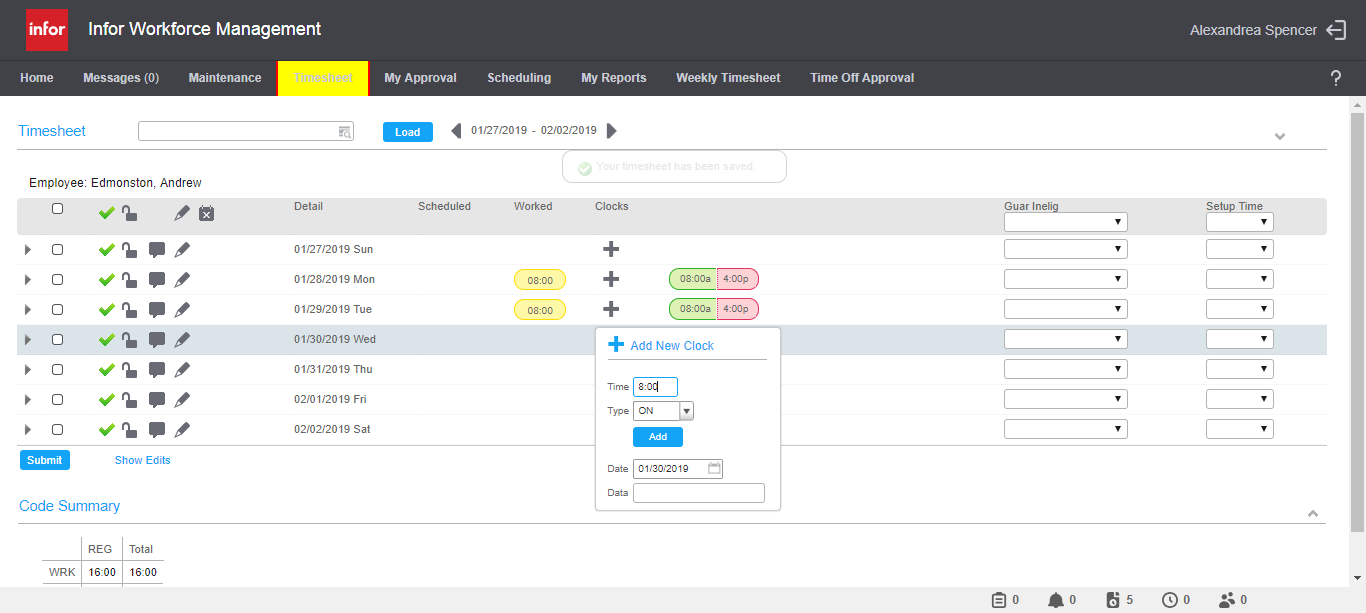 infor Infor Workforce Management Alexandrea Spencer
Home Messages (0) Maintenance Timesheet My Approval Scheduling My Reports Weekly Timesheet Time Off Approval ?
Timesheet Load 01/27/2019 - 02/02/2019
Your timesheet has been saved.
Employee: Edmonston, Andrew
Detail Scheduled Worked Clocks Guar Inelig Setup Time
01/27/2019 Sun
01/28/2019 Mon 08:00 08:00a 4:00p
01/29/2019 Tue 08:00 08:00a 4:00p
01/30/2019 Wed
01/31/2019 Thu
02/01/2019 Fri
02/02/2019 Sat
Add New Clock
Time 8:00
Type ON
Add
Date 01/30/2019
Data
Submit Show Edits
Code Summary
REG Total
WRK 16:00 16:00
0 0 5 0 0